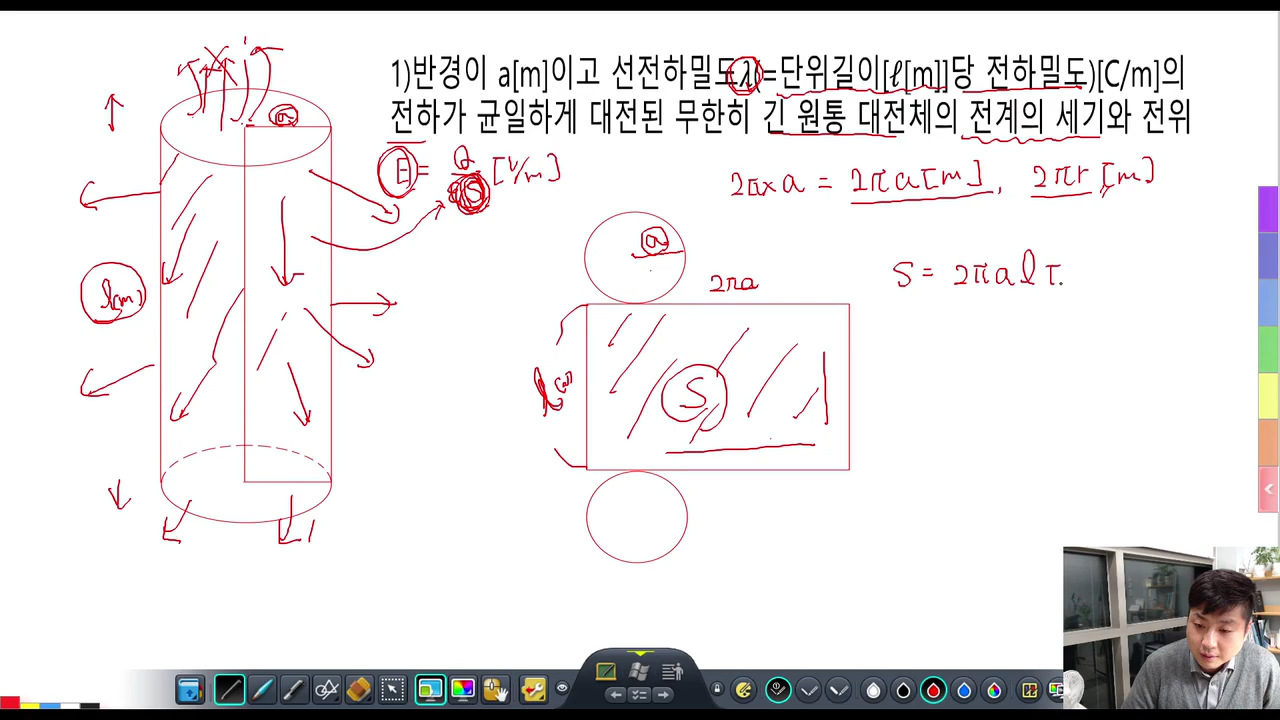 1)반경이 a[m]이고 선전하밀도λ(=단위길이[ℓ[m]]당 전하밀도)[C/m]의
전하가 균일하게 대전된 무한히 긴 원통 대전체의 전계의 세기와 전위
a
E = Q/εS [V/m]
2π×a = 2πa[m], 2πr[m]
a
2πa
S = 2πal
l[m]
l[m]
S